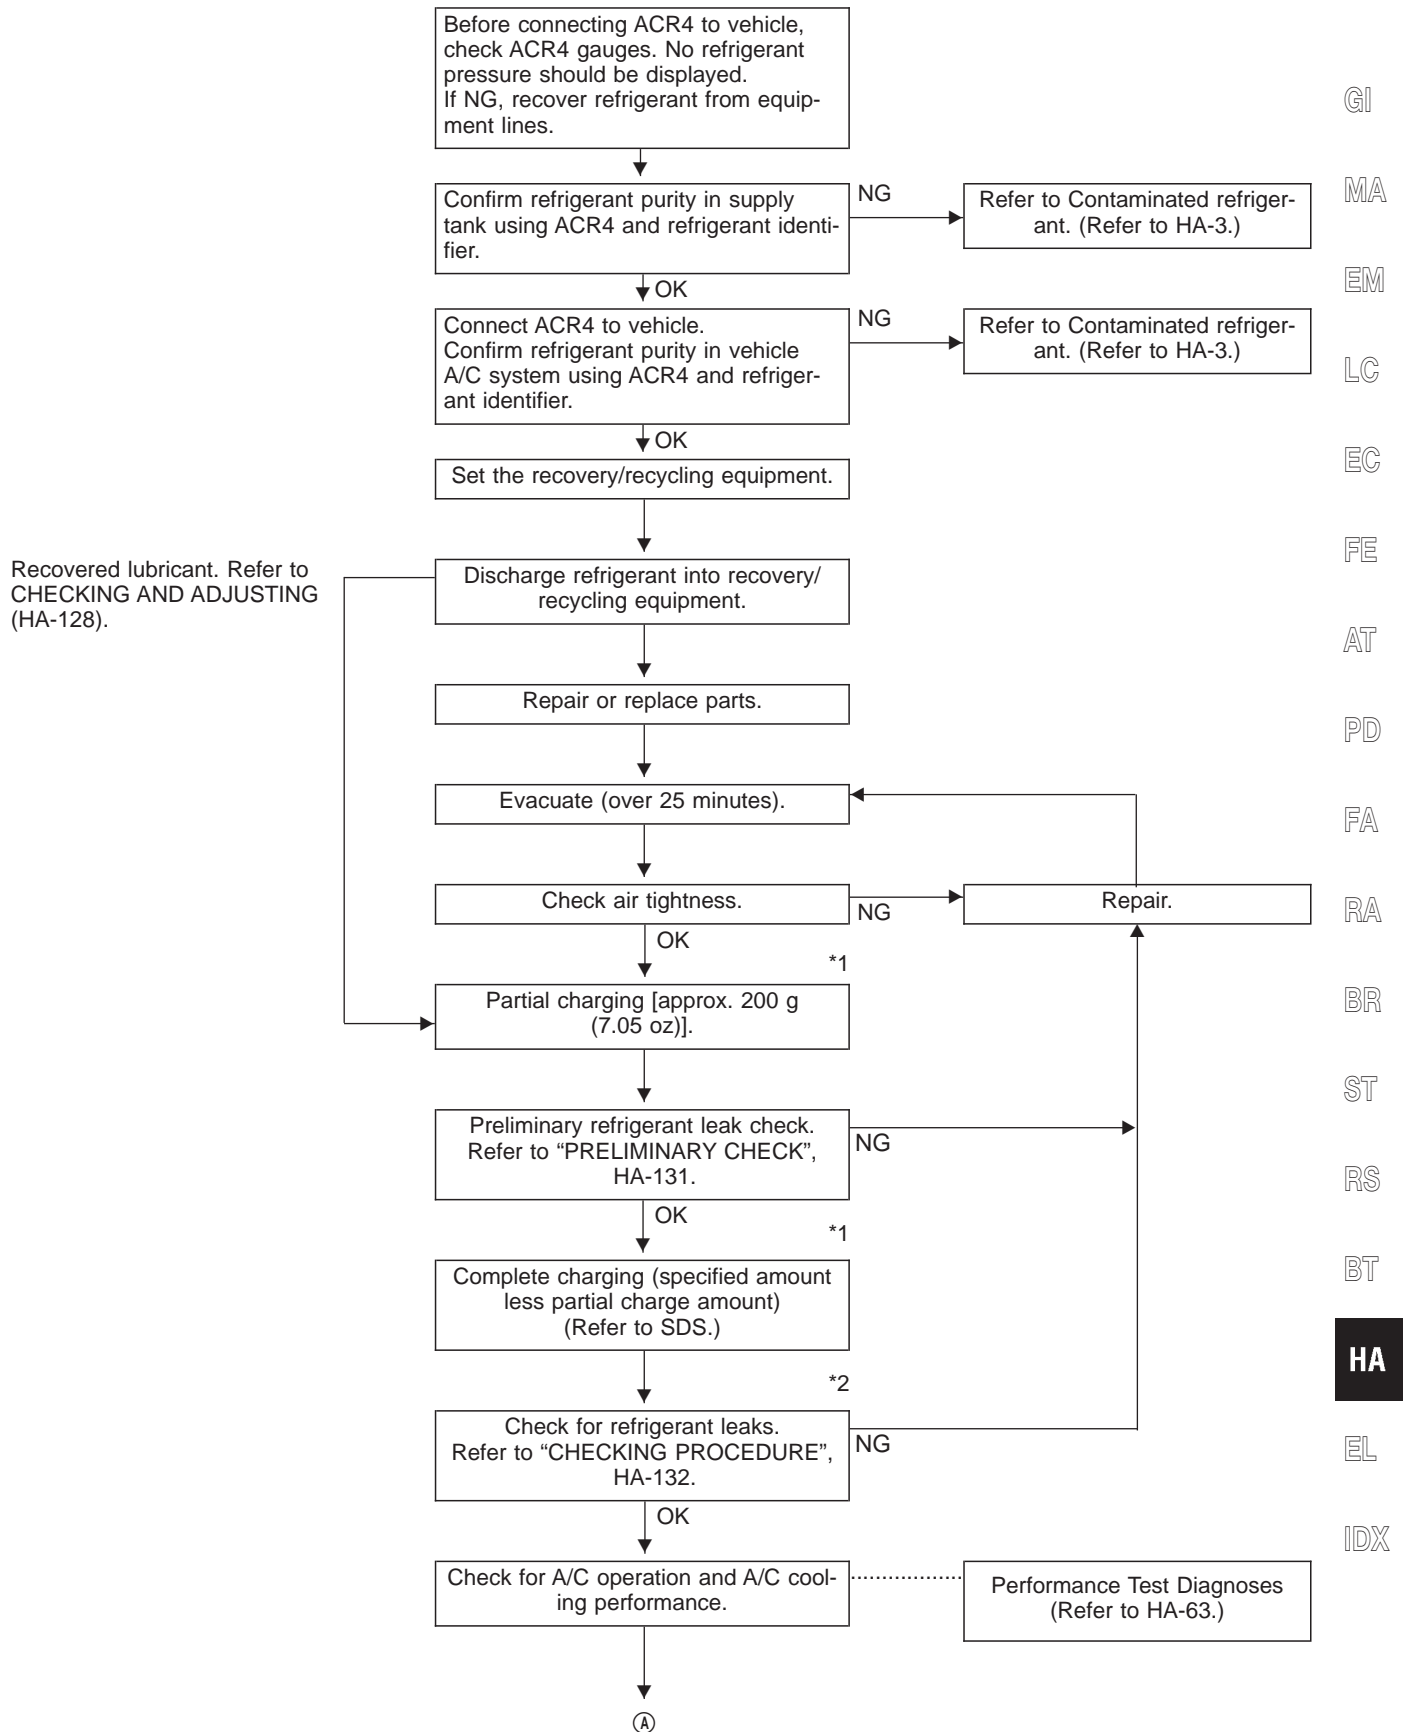 Before connecting ACR4 to vehicle,
check ACR4 gauges. No refrigerant
pressure should be displayed.
If NG, recover refrigerant from equip-
ment lines.
Confirm refrigerant purity in supply
tank using ACR4 and refrigerant identi-
fier.
NG
Refer to Contaminated refriger-
ant. (Refer to HA-3.)
OK
Connect ACR4 to vehicle.
Confirm refrigerant purity in vehicle
A/C system using ACR4 and refriger-
ant identifier.
NG
Refer to Contaminated refriger-
ant. (Refer to HA-3.)
OK
Set the recovery/recycling equipment.
Recovered lubricant. Refer to
CHECKING AND ADJUSTING
(HA-128).
Discharge refrigerant into recovery/
recycling equipment.
Repair or replace parts.
Evacuate (over 25 minutes).
Check air tightness.
NG
Repair.
OK
*1
Partial charging [approx. 200 g
(7.05 oz)].
Preliminary refrigerant leak check.
Refer to “PRELIMINARY CHECK”,
HA-131.
NG
OK
*1
Complete charging (specified amount
less partial charge amount)
(Refer to SDS.)
*2
Check for refrigerant leaks.
Refer to “CHECKING PROCEDURE”,
HA-132.
NG
OK
Check for A/C operation and A/C cool-
ing performance.
Performance Test Diagnoses
(Refer to HA-63.)
Ⓐ
GI
MA
EM
LC
EC
FE
AT
PD
FA
RA
BR
ST
RS
BT
HA
EL
IDX